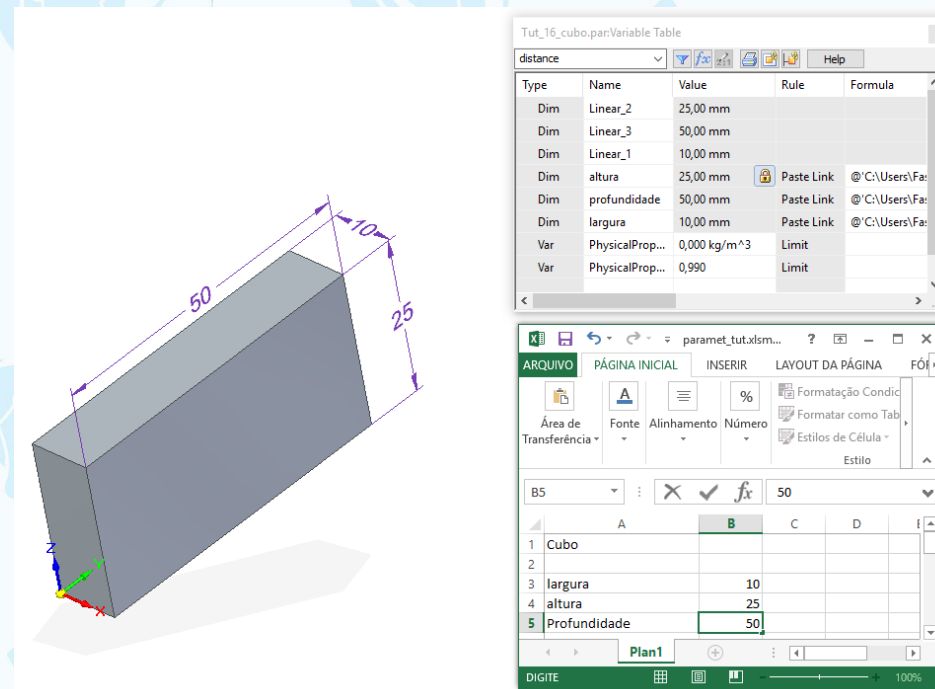 50
10
25
Z
Y
X
Tut_16_cubo.par:Variable Table
distance
Help
Type Name Value Rule Formula
Dim Linear_2 25,00 mm
Dim Linear_3 50,00 mm
Dim Linear_1 10,00 mm
Dim altura 25,00 mm Paste Link @'C:\Users\Fas
Dim profundidade 50,00 mm Paste Link @'C:\Users\Fas
Dim largura 10,00 mm Paste Link @'C:\Users\Fas
Var PhysicalProp... 0,000 kg/m^3 Limit
Var PhysicalProp... 0,990 Limit
paramet_tut.xlsm... ?
ARQUIVO PÁGINA INICIAL INSERIR LAYOUT DA PÁGINA FÓR
Área de Transferência
Fonte
Alinhamento
% Número
Formatação Condic
Formatar como Tab
Estilos de Célula
Estilo
B5 fx 50
A B C D E
1 Cubo
2
3 largura 10
4 altura 25
5 Profundidade 50
Plan1
DIGITE 100%